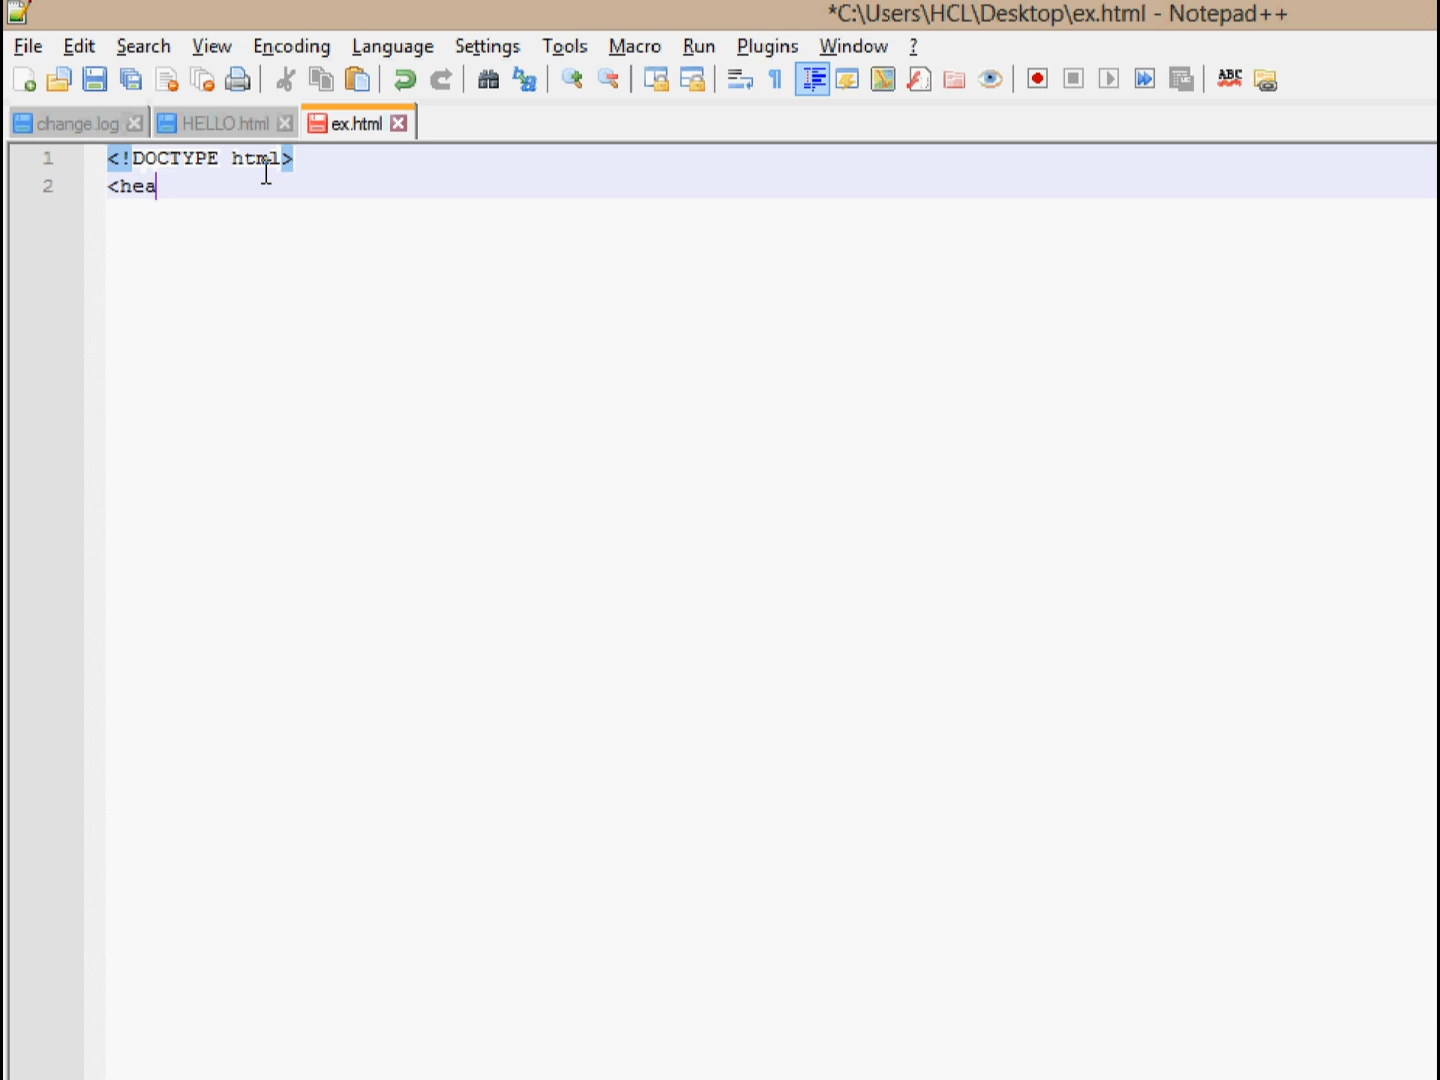 *C:\Users\HCL\Desktop\ex.html - Notepad++
File Edit Search View Encoding Language Settings Tools Macro Run Plugins Window ?
ABC
change.log HELLO.html ex.html
1 <!DOCTYPE html>
2 <hea